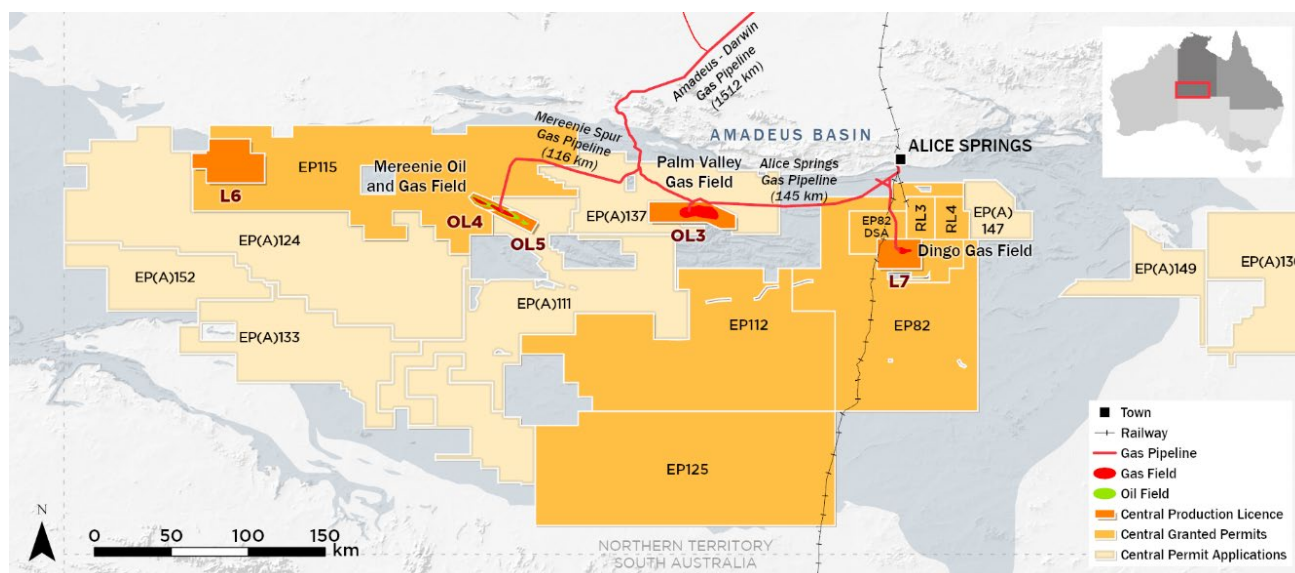 Amadeus - Darwin
Gas Pipeline
(1512 km)
Mereenie Spur
Gas Pipeline
(116 km)
AMADEUS BASIN
ALICE SPRINGS
EP115
L6
Mereenie Oil
and Gas Field
OL4
OL5
EP(A)137
Palm Valley
Gas Field
OL3
Alice Springs
Gas Pipeline
(145 km)
EP82
DSA
RL3
RL4
EP(A)
147
Dingo Gas Field
L7
EP(A)124
EP(A)152
EP(A)133
EP(A)111
EP112
EP82
EP(A)149
EP125
N
0 50 100 150
km
NORTHERN TERRITORY
SOUTH AUSTRALIA
Town
Railway
Gas Pipeline
Gas Field
Oil Field
Central Production Licence
Central Granted Permits
Central Permit Applications